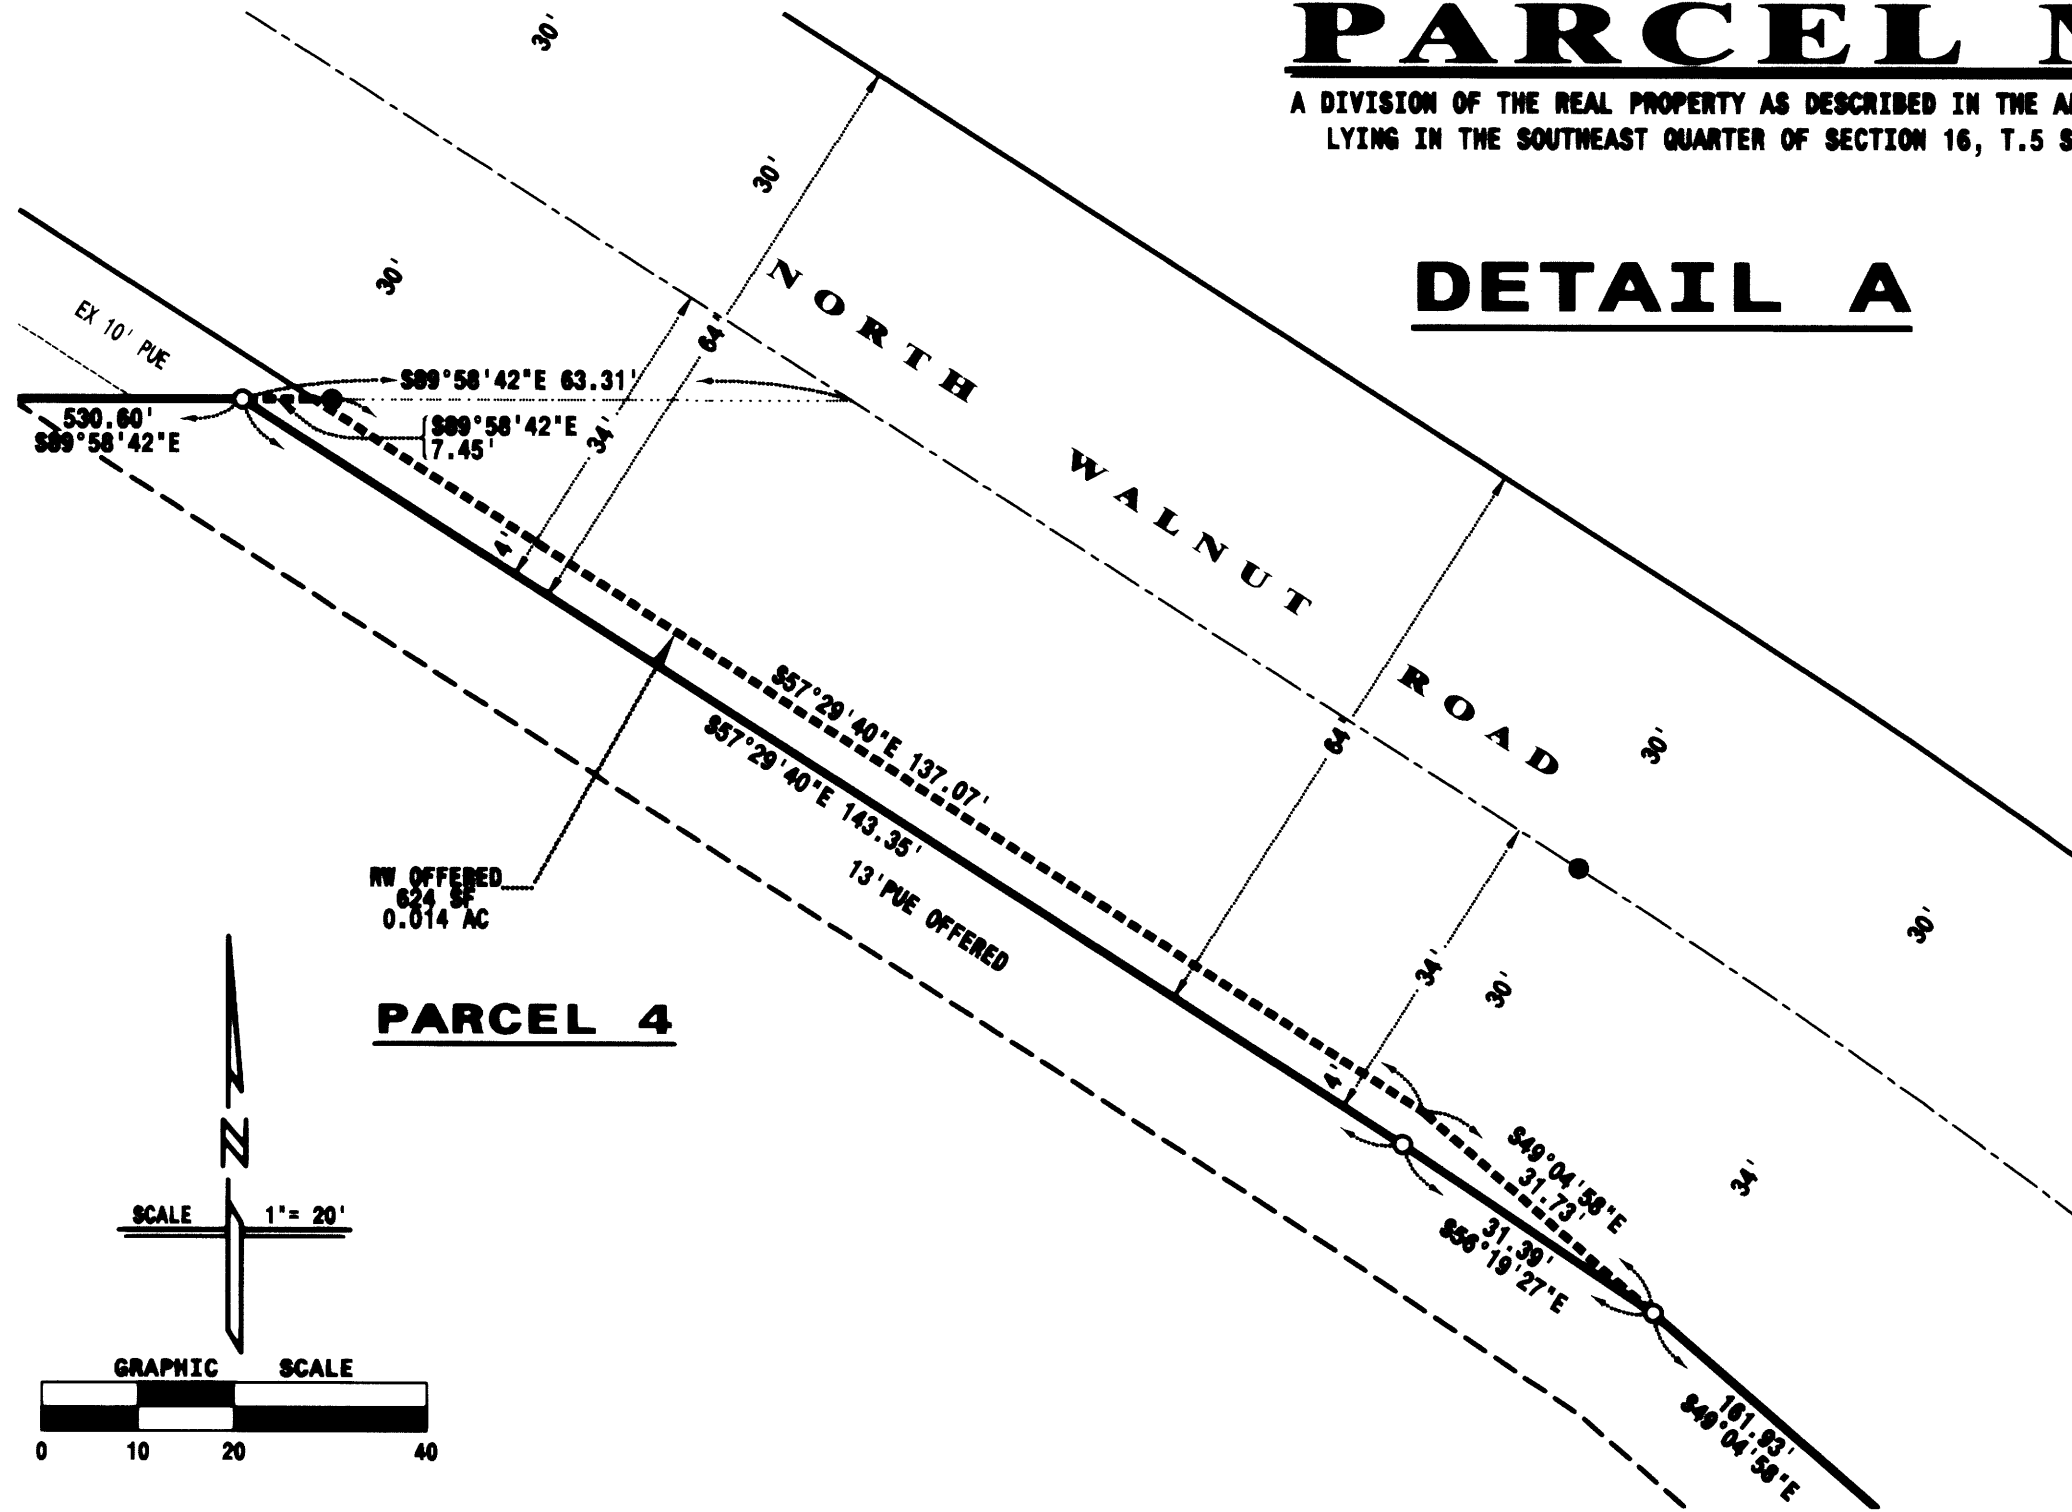 PARCEL
A DIVISION OF THE REAL PROPERTY AS DESCRIBED IN THE
LYING IN THE SOUTHEAST QUARTER OF SECTION 16, T.5 S
DETAIL A
30'
30'
30'
64'
NORTH WALNUT ROAD
EX 10' PUE
S89°58'42"E 63.31'
530.60'
S89°58'42"E
S89°58'42"E
7.45'
34'
4'
S57°29'40"E 137.07'
S57°29'40"E 143.35'
13'PUE OFFERED
64'
30'
30'
34'
30'
4'
34'
RW OFFERED
624 SF
0.014 AC
PARCEL 4
S49°04'58"E
31.73'
31.39'
S56°19'27"E
161.93'
S49°04'58"E
N
SCALE 1"= 20'
GRAPHIC SCALE
0 10 20 40